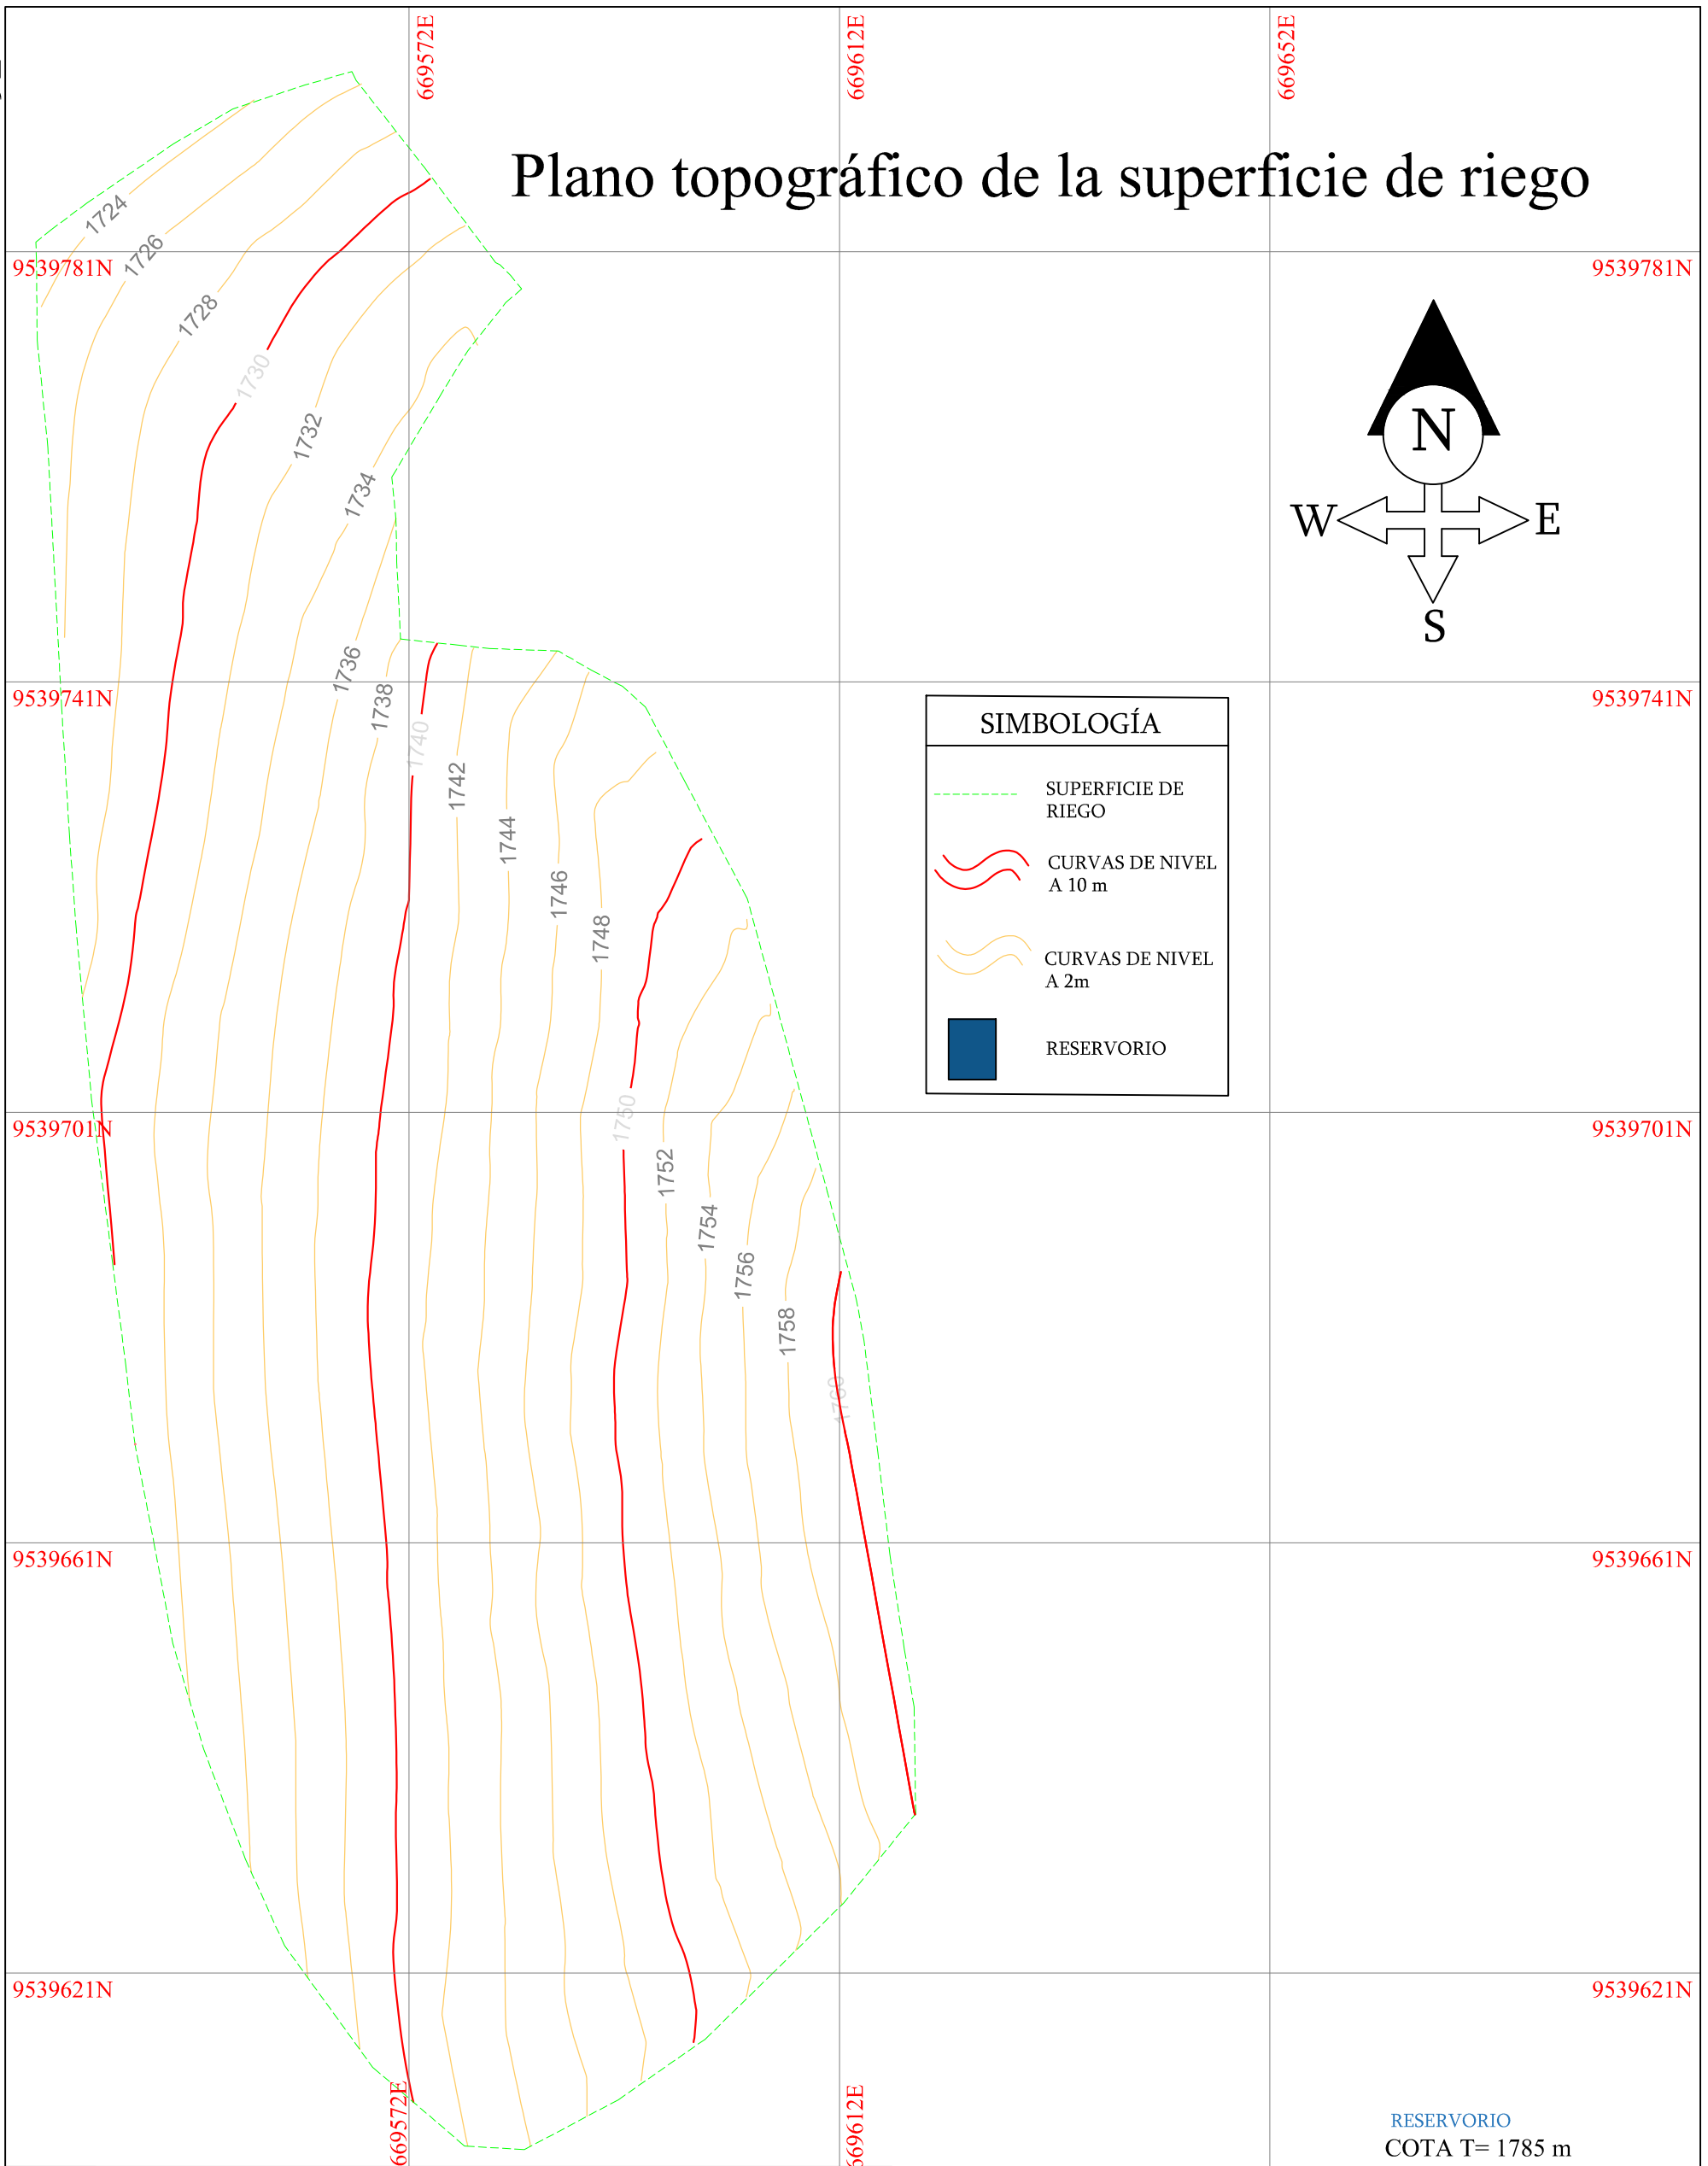 669572E
669612E
669652E
Plano topográfico de la superficie de riego
1724
1726
9539781N
9539781N
1728
1730
N
1732
1734
W
E
S
1736
1738
9539741N
9539741N
1740
1742
1744
1746
1748
SIMBOLOGÍA
SUPERFICIE DE
RIEGO
CURVAS DE NIVEL
A 10 m
CURVAS DE NIVEL
A 2m
RESERVORIO
1750
9539701N
9539701N
1752
1754
1756
1758
1760
9539661N
9539661N
9539621N
9539621N
669572E
669612E
RESERVORIO
COTA T= 1785 m